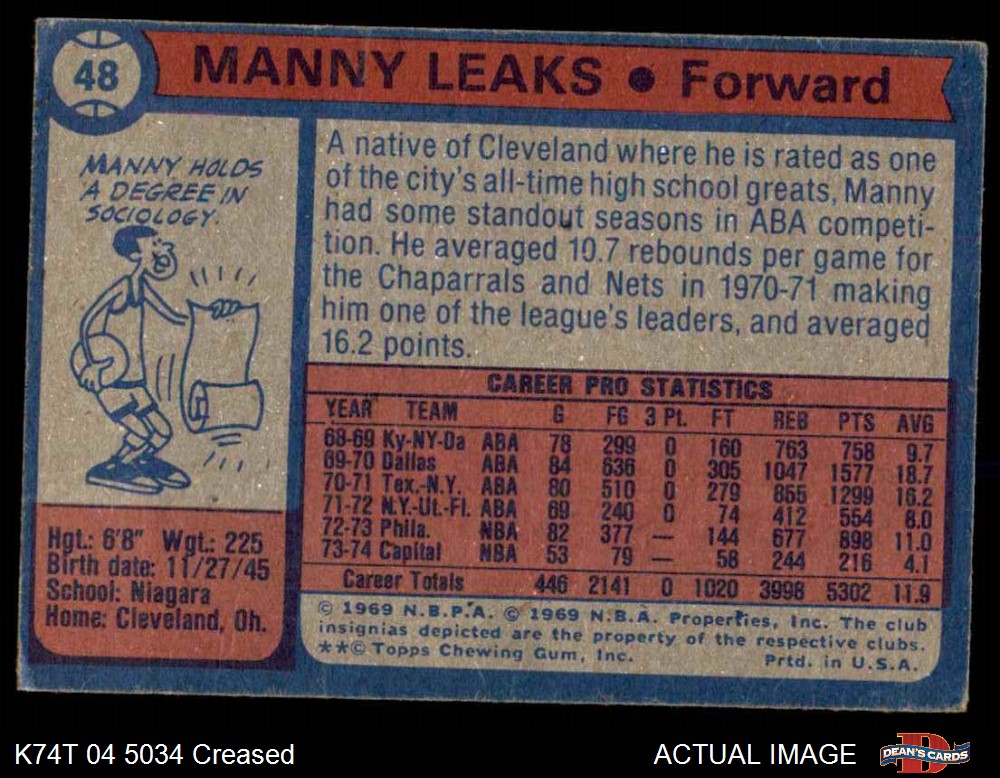 48
MANNY LEAKS ● Forward
MANNY HOLDS
A DEGREE IN
SOCIOLOGY.
A native of Cleveland where he is rated as one
of the city's all-time high school greats, Manny
had some standout seasons in ABA competi-
tion. He averaged 10.7 rebounds per game for
the Chaparrals and Nets in 1970-71 making
him one of the league's leaders, and averaged
16.2 points.
CAREER PRO STATISTICS
YEAR TEAM G FG 3 Pt. FT REB PTS AVG
68-69 Ky-NY-Da ABA 78 299 0 160 763 758 9.7
69-70 Dallas ABA 84 636 0 305 1047 1577 18.7
70-71 Tex.-N.Y. ABA 80 510 0 279 855 1299 16.2
71-72 N.Y.-Ut.-Fl. ABA 69 240 0 74 412 554 8.0
72-73 Phila. NBA 82 377 — 144 677 898 11.0
73-74 Capital NBA 53 79 — 58 244 216 4.1
Career Totals 446 2141 0 1020 3998 5302 11.9
Hgt.: 6'8" Wgt.: 225
Birth date: 11/27/45
School: Niagara
Home: Cleveland, Oh.
© 1969 N.B.P.A. © 1969 N.B.A. Properties, Inc. The club
insignias depicted are the property of the respective clubs.
**© Topps Chewing Gum, Inc. Prtd. in U.S.A.
K74T 04 5034 Creased
ACTUAL IMAGE
D
DEAN'S CARDS